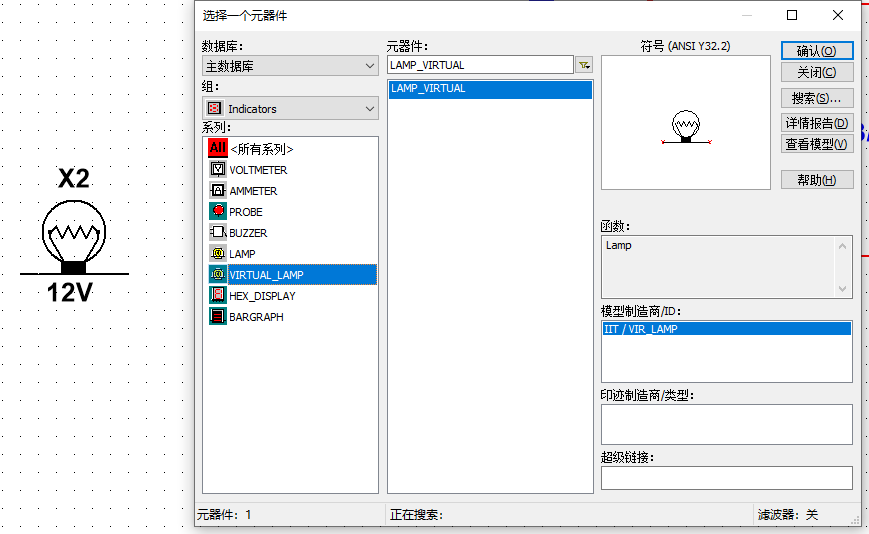 选择一个元器件
数据库：
主数据库
组：
Indicators
系列：
All <所有系列>
VOLTMETER
AMMETER
PROBE
BUZZER
LAMP
VIRTUAL_LAMP
HEX_DISPLAY
BARGRAPH
元器件：
LAMP_VIRTUAL
LAMP_VIRTUAL
符号 (ANSI Y32.2)
确认(O)
关闭(C)
搜索(S)...
详情报告(D)
查看模型(V)
帮助(H)
函数：
Lamp
模型制造商/ID：
IIT / VIR_LAMP
印迹制造商/类型：
超级链接：
元器件：1
正在搜索：
滤波器：关
X2
12V